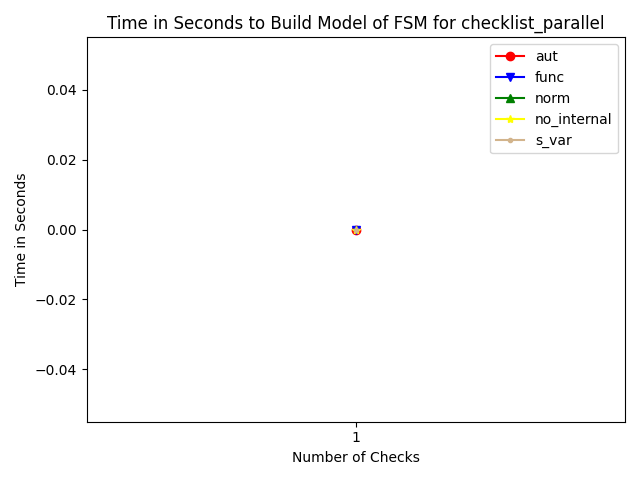 Time in Seconds to Build Model of FSM for checklist_parallel
aut
func
norm
no_internal
s_var
0.04
0.02
0.00
−0.02
−0.04
Time in Seconds
1
Number of Checks